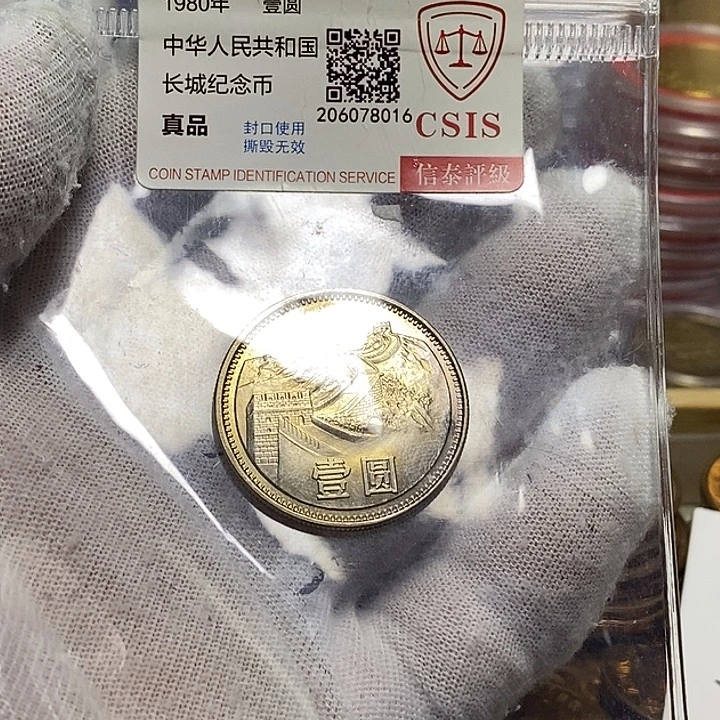 1980年 壹圆
中华人民共和国
长城纪念币
真品
封口使用
撕毁无效
206078016
CSIS
COIN STAMP IDENTIFICATION SERVICE
信泰評級
壹圆